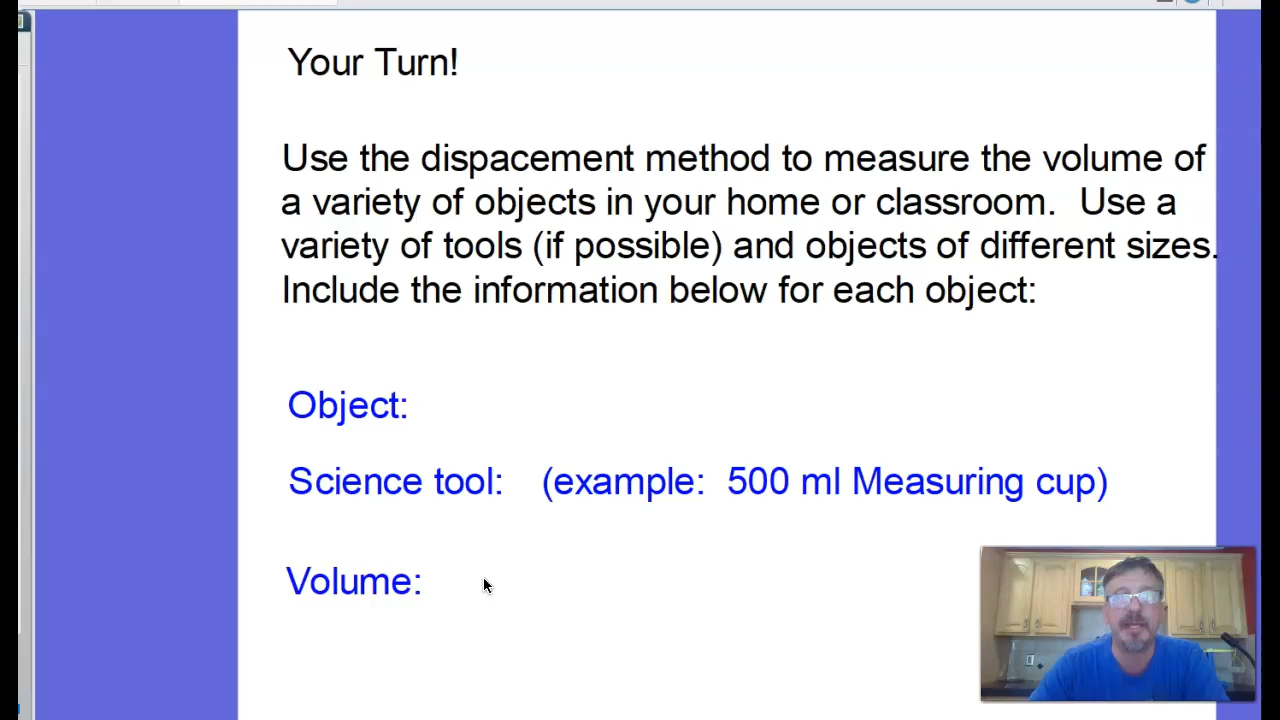 Your Turn!
Use the dispacement method to measure the volume of
a variety of objects in your home or classroom.  Use a
variety of tools (if possible) and objects of different sizes.
Include the information below for each object:
Object:
Science tool:   (example:  500 ml Measuring cup)
Volume: